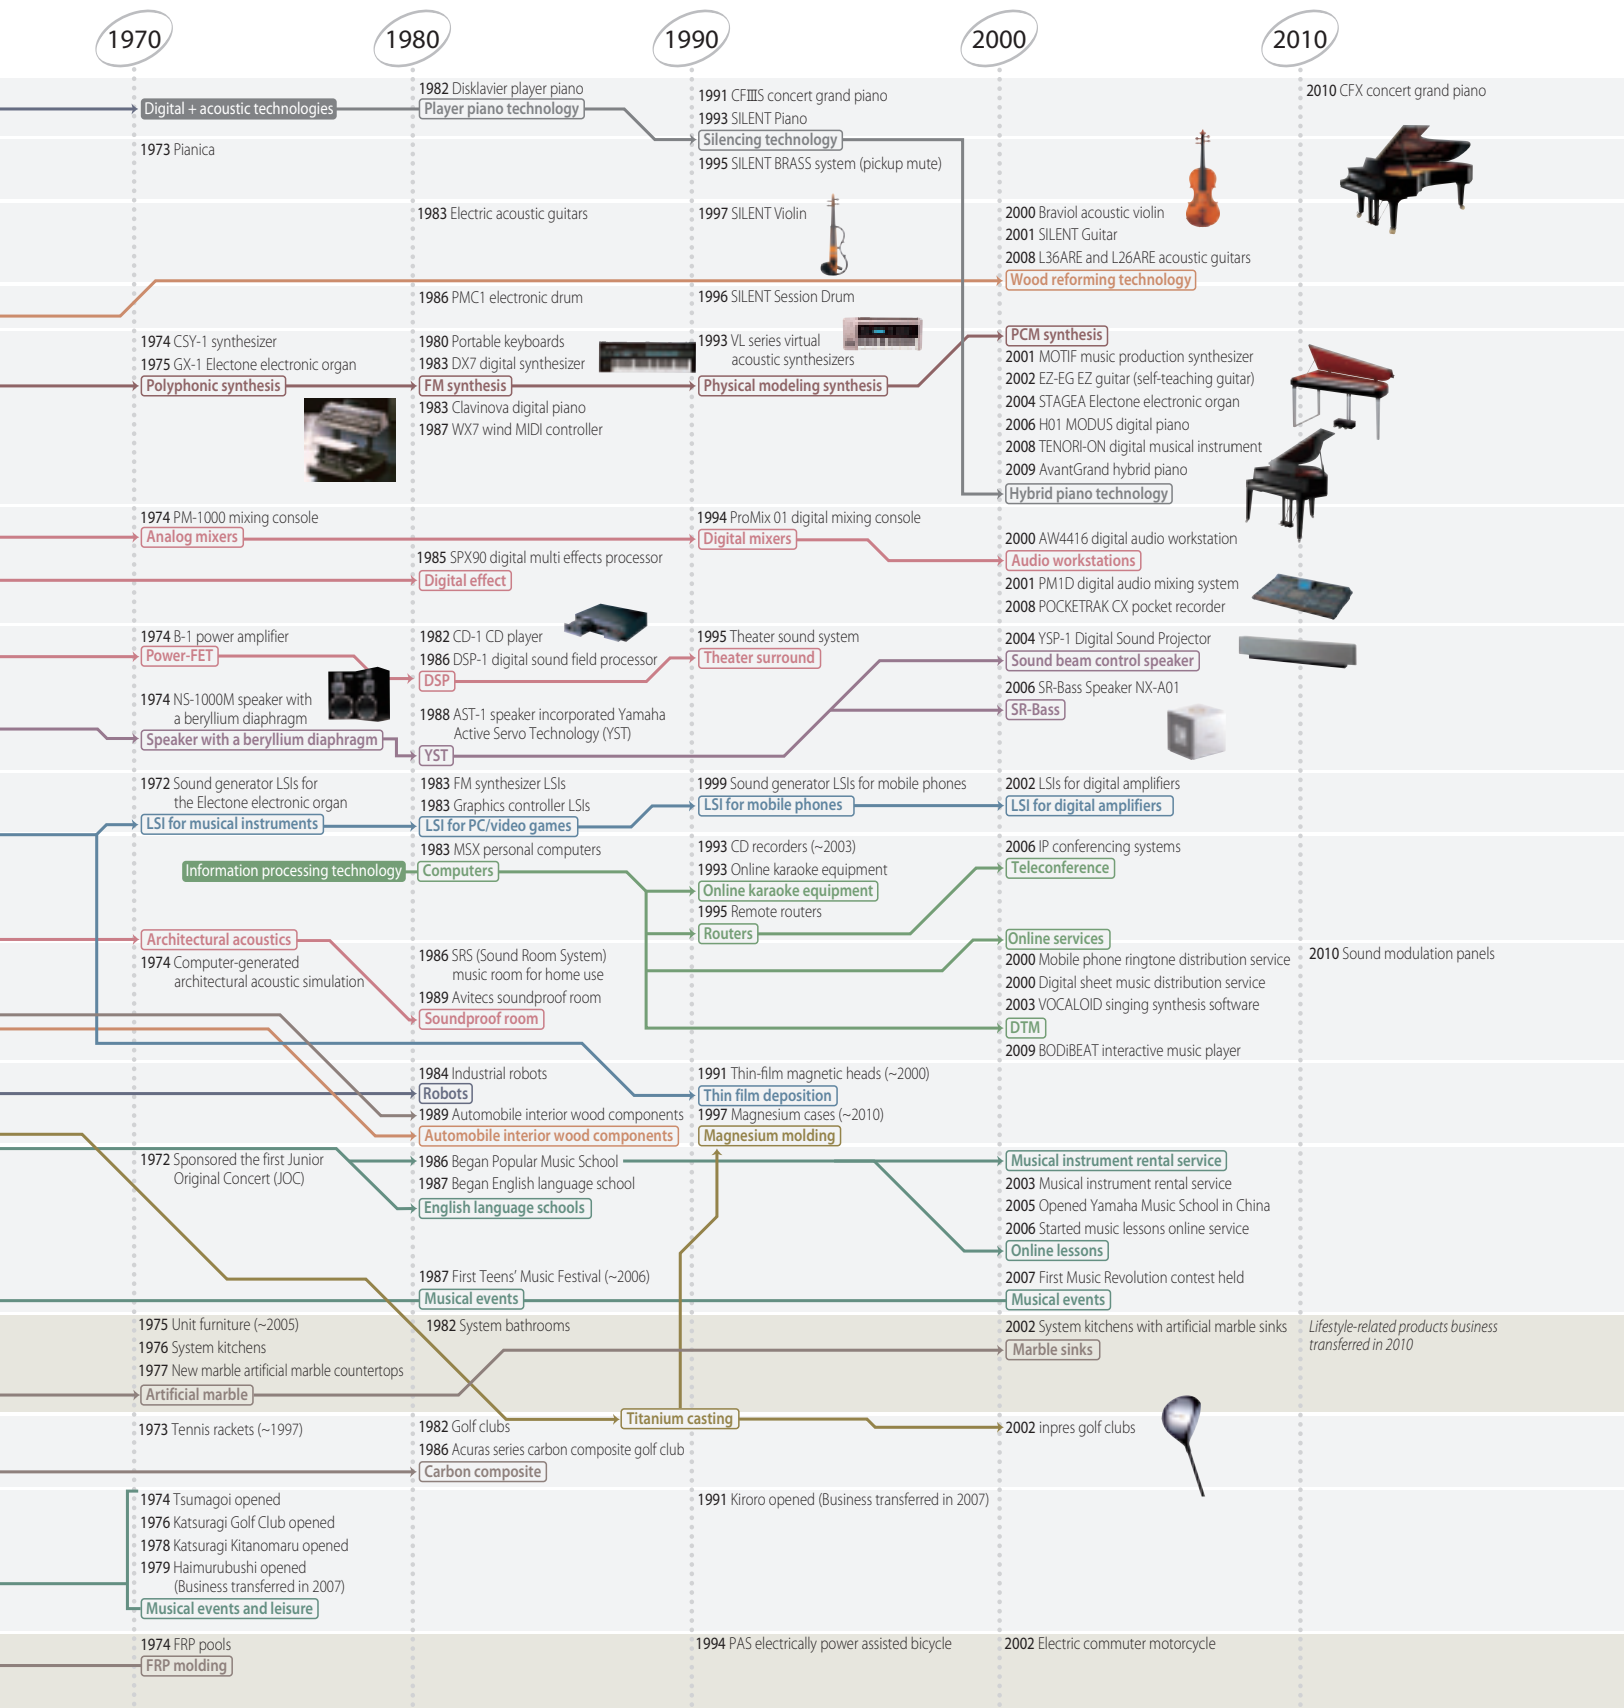 1970
1980
1990
2000
2010
Digital + acoustic technologies
1982 Disklavier player piano
Player piano technology
1991 CFIIIS concert grand piano
1993 SILENT Piano
Silencing technology
1995 SILENT BRASS system (pickup mute)
2010 CFX concert grand piano
1973 Pianica
1983 Electric acoustic guitars
1997 SILENT Violin
2000 Braviol acoustic violin
2001 SILENT Guitar
2008 L36ARE and L26ARE acoustic guitars
Wood reforming technology
1986 PMC1 electronic drum
1996 SILENT Session Drum
1974 CSY-1 synthesizer
1975 GX-1 Electone electronic organ
Polyphonic synthesis
1980 Portable keyboards
1983 DX7 digital synthesizer
FM synthesis
1983 Clavinova digital piano
1987 WX7 wind MIDI controller
1993 VL series virtual
acoustic synthesizers
Physical modeling synthesis
PCM synthesis
2001 MOTIF music production synthesizer
2002 EZ-EG EZ guitar (self-teaching guitar)
2004 STAGEA Electone electronic organ
2006 H01 MODUS digital piano
2008 TENORI-ON digital musical instrument
2009 AvantGrand hybrid piano
Hybrid piano technology
1974 PM-1000 mixing console
Analog mixers
1985 SPX90 digital multi effects processor
Digital effect
1994 ProMix 01 digital mixing console
Digital mixers
2000 AW4416 digital audio workstation
Audio workstations
2001 PM1D digital audio mixing system
2008 POCKETRAK CX pocket recorder
1974 B-1 power amplifier
Power-FET
1974 NS-1000M speaker with
a beryllium diaphragm
Speaker with a beryllium diaphragm
1982 CD-1 CD player
1986 DSP-1 digital sound field processor
DSP
1988 AST-1 speaker incorporated Yamaha
Active Servo Technology (YST)
YST
1995 Theater sound system
Theater surround
2004 YSP-1 Digital Sound Projector
Sound beam control speaker
2006 SR-Bass Speaker NX-A01
SR-Bass
1972 Sound generator LSIs for
the Electone electronic organ
LSI for musical instruments
1983 FM synthesizer LSIs
1983 Graphics controller LSIs
LSI for PC/video games
1999 Sound generator LSIs for mobile phones
LSI for mobile phones
2002 LSIs for digital amplifiers
LSI for digital amplifiers
Information processing technology
1983 MSX personal computers
Computers
1993 CD recorders (~2003)
1993 Online karaoke equipment
Online karaoke equipment
1995 Remote routers
Routers
2006 IP conferencing systems
Teleconference
Architectural acoustics
1974 Computer-generated
architectural acoustic simulation
1986 SRS (Sound Room System)
music room for home use
1989 Avitecs soundproof room
Soundproof room
Online services
2000 Mobile phone ringtone distribution service
2000 Digital sheet music distribution service
2003 VOCALOID singing synthesis software
DTM
2009 BODiBEAT interactive music player
2010 Sound modulation panels
1984 Industrial robots
Robots
1989 Automobile interior wood components
Automobile interior wood components
1991 Thin-film magnetic heads (~2000)
Thin film deposition
1997 Magnesium cases (~2010)
Magnesium molding
1972 Sponsored the first Junior
Original Concert (JOC)
1986 Began Popular Music School
1987 Began English language school
English language schools
Musical instrument rental service
2003 Musical instrument rental service
2005 Opened Yamaha Music School in China
2006 Started music lessons online service
Online lessons
1987 First Teens' Music Festival (~2006)
Musical events
2007 First Music Revolution contest held
Musical events
1975 Unit furniture (~2005)
1976 System kitchens
1977 New marble artificial marble countertops
Artificial marble
1982 System bathrooms
2002 System kitchens with artificial marble sinks
Marble sinks
Lifestyle-related products business
transferred in 2010
1973 Tennis rackets (~1997)
1982 Golf clubs
1986 Acuras series carbon composite golf club
Carbon composite
Titanium casting
2002 inpres golf clubs
1974 Tsumagoi opened
1976 Katsuragi Golf Club opened
1978 Katsuragi Kitanomaru opened
1979 Haimurubushi opened
(Business transferred in 2007)
Musical events and leisure
1991 Kiroro opened (Business transferred in 2007)
1974 FRP pools
FRP molding
1994 PAS electrically power assisted bicycle
2002 Electric commuter motorcycle